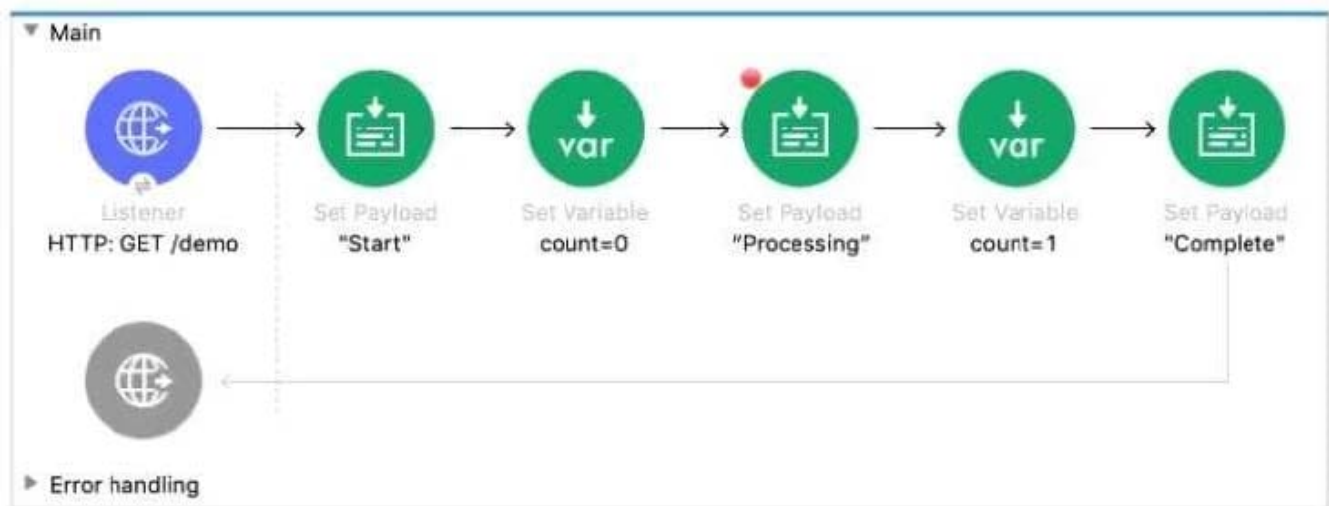 Main
var
var
Listener
Set Payload
Set Variable
Set Payload
Set Variable
Set Payload
HTTP: GET /demo
"Start"
count=0
"Processing"
count=1
"Complete"
Error handling